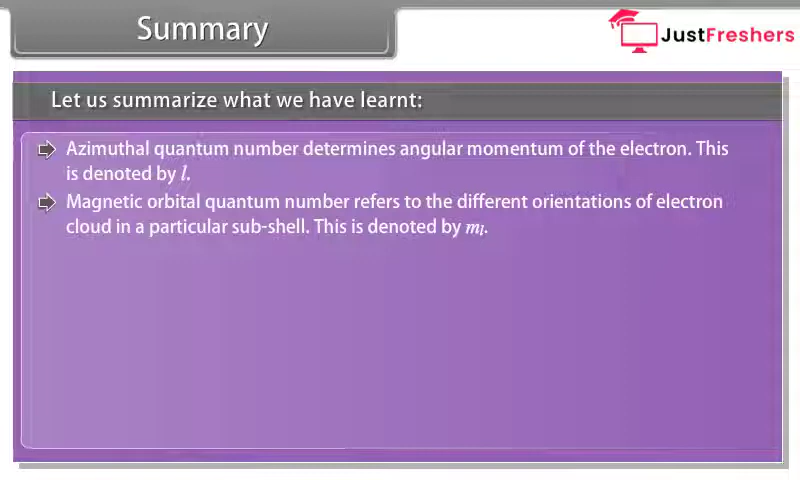 Summary
JustFreshers
Let us summarize what we have learnt:
Azimuthal quantum number determines angular momentum of the electron. This
is denoted by l.
Magnetic orbital quantum number refers to the different orientations of electron
cloud in a particular sub-shell. This is denoted by mₗ.